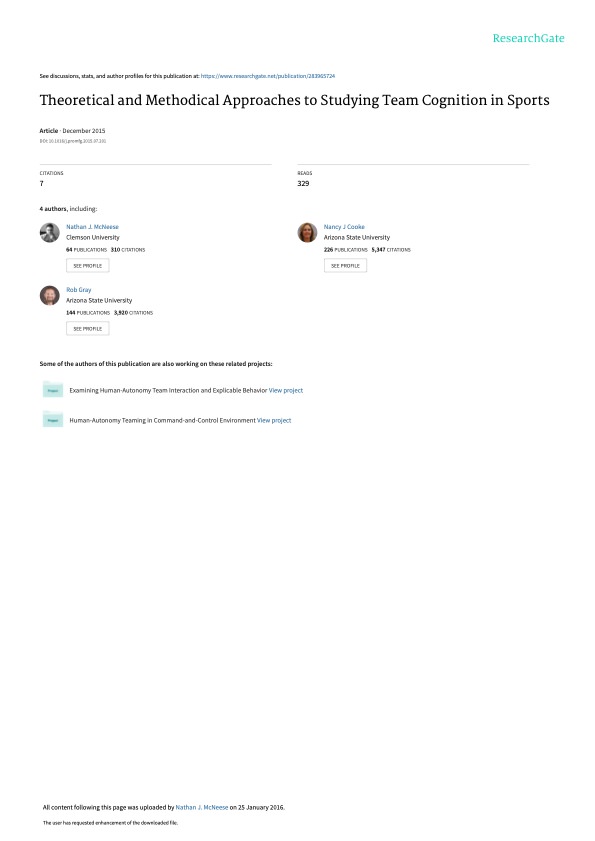 ResearchGate
See discussions, stats, and author profiles for this publication at: https://www.researchgate.net/publication/283965724
Theoretical and Methodical Approaches to Studying Team Cognition in Sports
Article · December 2015
DOI: 10.1016/j.promfg.2015.07.291
CITATIONS
7
READS
329
4 authors, including:
Nathan J. McNeese
Clemson University
64 PUBLICATIONS 310 CITATIONS
SEE PROFILE
Nancy J Cooke
Arizona State University
226 PUBLICATIONS 5,347 CITATIONS
SEE PROFILE
Rob Gray
Arizona State University
144 PUBLICATIONS 3,920 CITATIONS
SEE PROFILE
Some of the authors of this publication are also working on these related projects:
Project
Examining Human-Autonomy Team Interaction and Explicable Behavior View project
Project
Human-Autonomy Teaming in Command-and-Control Environment View project
All content following this page was uploaded by Nathan J. McNeese on 25 January 2016.
The user has requested enhancement of the downloaded file.